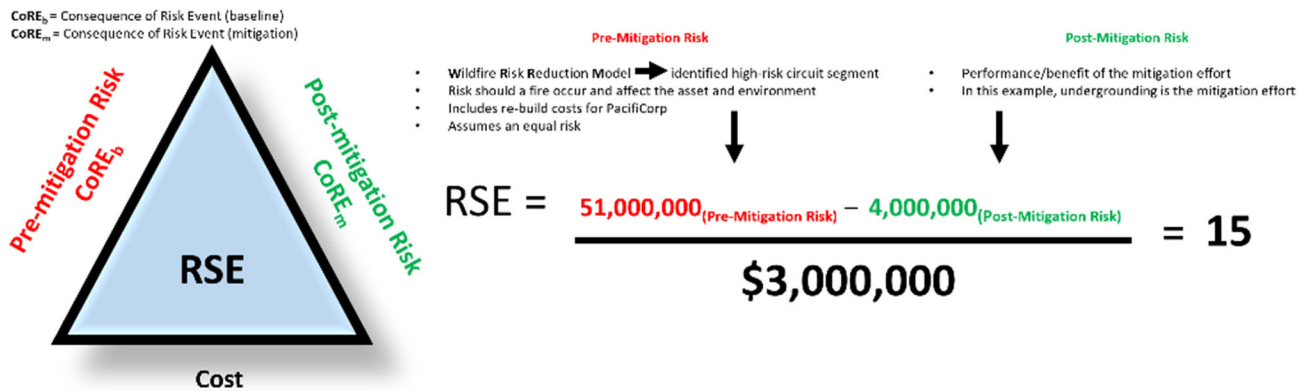 CoREb = Consequence of Risk Event (baseline)
CoREm = Consequence of Risk Event (mitigation)
Pre-mitigation Risk
CoREb
Post-mitigation Risk
CoREm
RSE
Cost
Pre-Mitigation Risk
• Wildfire Risk Reduction Model identified high-risk circuit segment
• Risk should a fire occur and affect the asset and environment
• Includes re-build costs for PacifiCorp
• Assumes an equal risk
Post-Mitigation Risk
• Performance/benefit of the mitigation effort
• In this example, undergrounding is the mitigation effort
RSE = 51,000,000(Pre-Mitigation Risk) – 4,000,000(Post-Mitigation Risk) = 15
$3,000,000